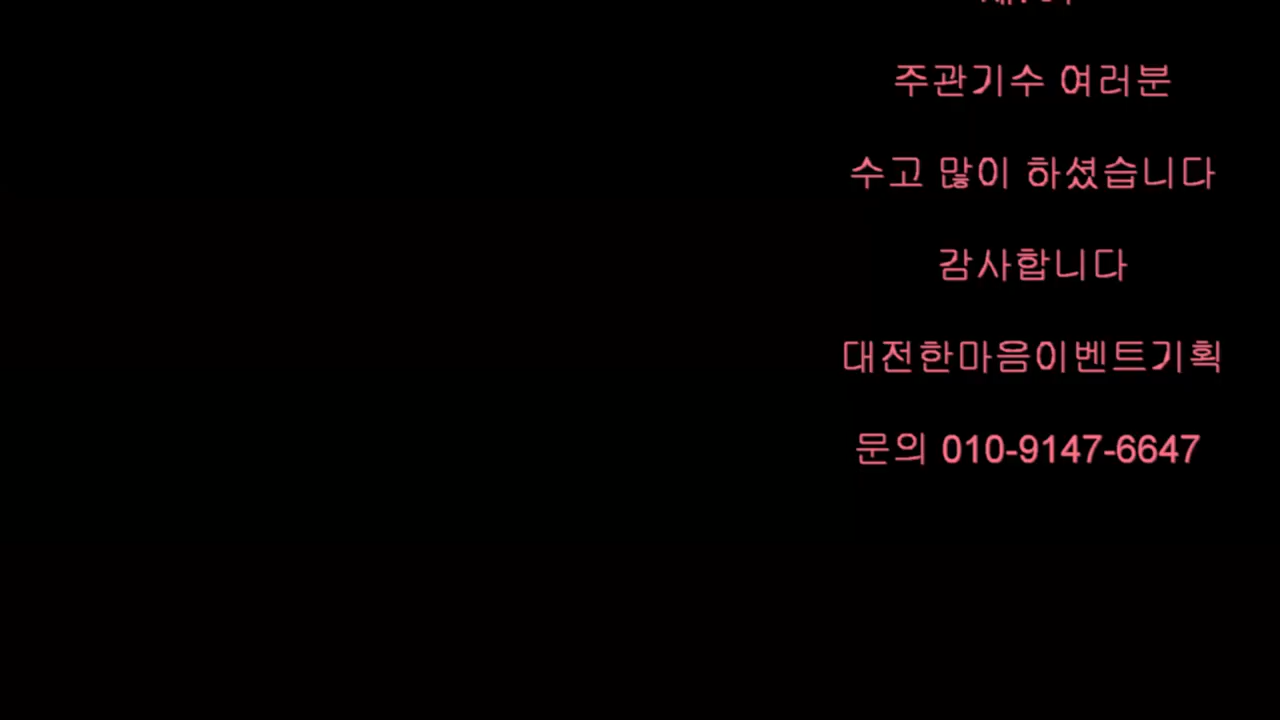 주관기수 여러분
수고 많이 하셨습니다
감사합니다
대전한마음이벤트기획
문의 010-9147-6647